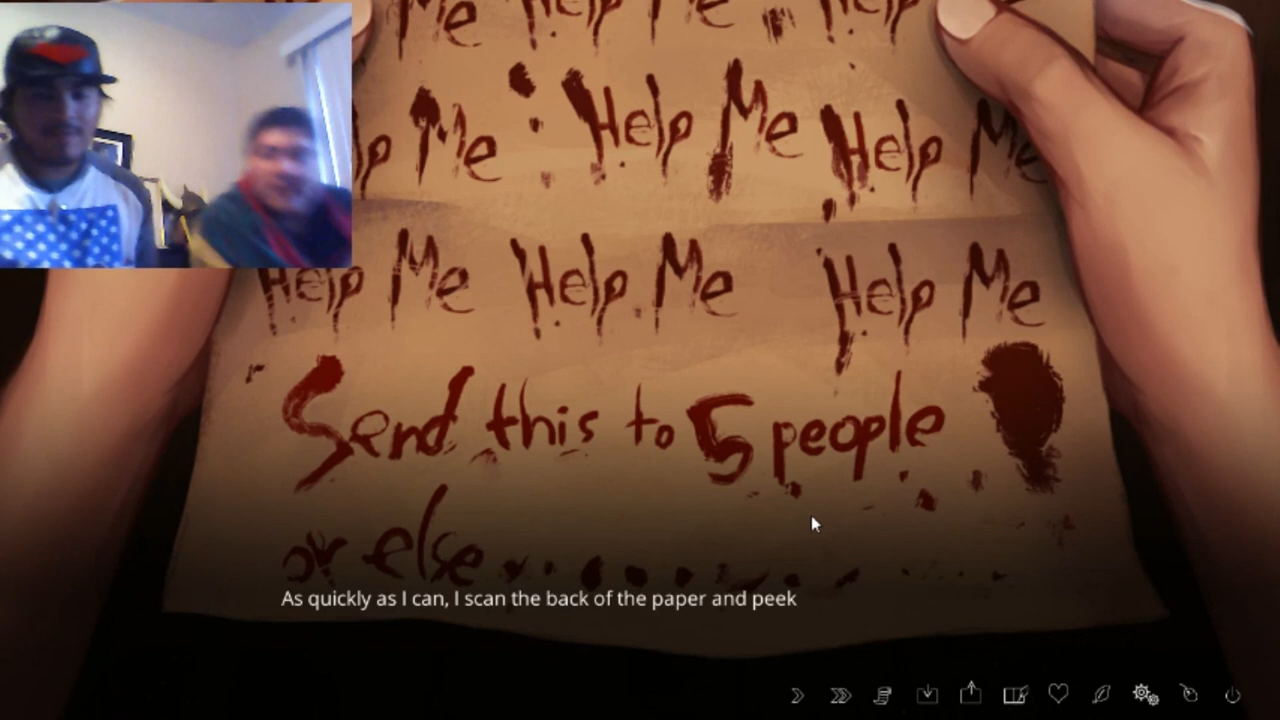 Me Help Me Help
Help Me Help Me Help Me
Help Me Help Me Help Me
Send this to 5 people
or else.........
As quickly as I can, I scan the back of the paper and peek